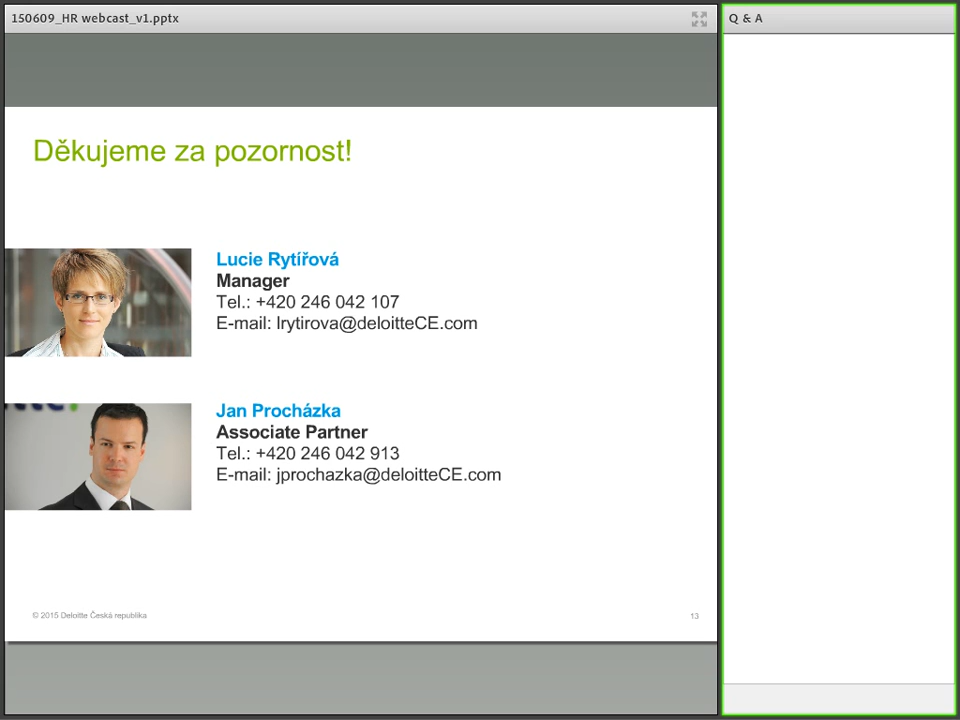 150609_HR webcast_v1.pptx
Q & A
Děkujeme za pozornost!
Lucie Rytířová
Manager
Tel.: +420 246 042 107
E-mail: lrytirova@deloitteCE.com
Jan Procházka
Associate Partner
Tel.: +420 246 042 913
E-mail: jprochazka@deloitteCE.com
© 2015 Deloitte Česká republika
13